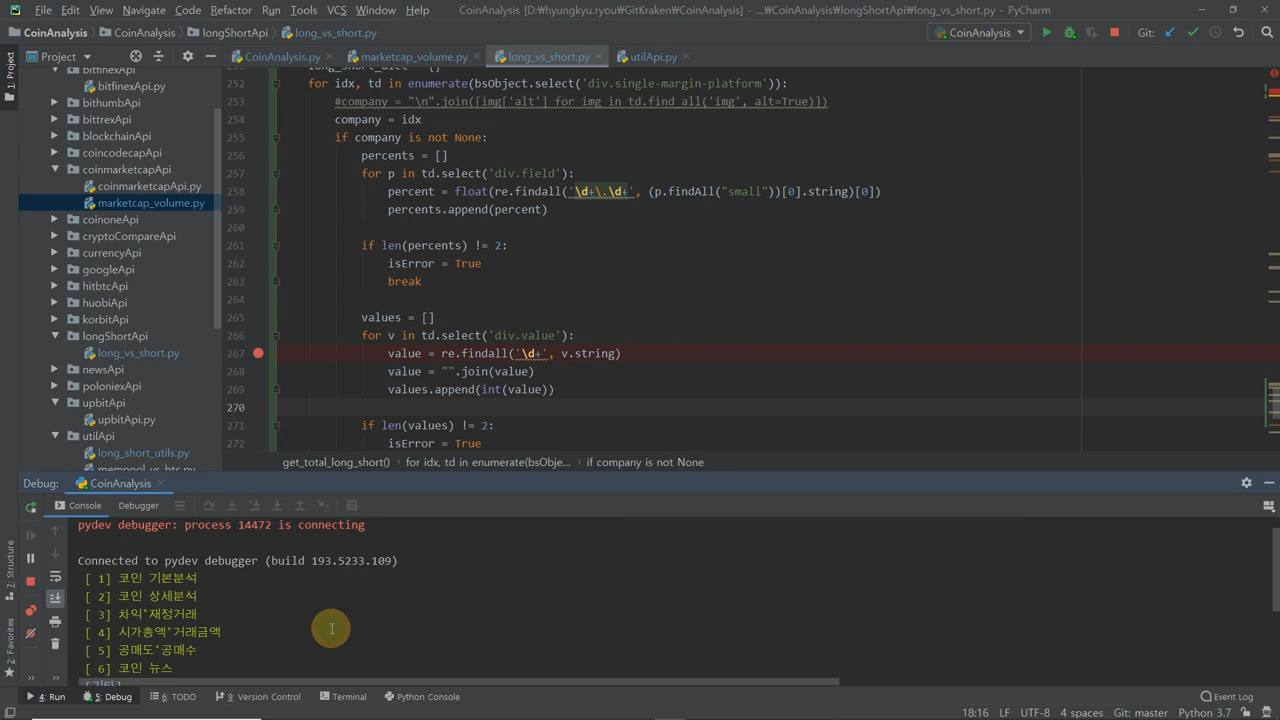 File Edit View Navigate Code Refactor Run Tools VCS Window Help CoinAnalysis [D:₩hyungkyu.ryou₩GitKraken₩CoinAnalysis] - ...₩CoinAnalysis₩longShortApi₩long_vs_short.py - PyCharm
CoinAnalysis CoinAnalysis longShortApi long_vs_short.py CoinAnalysis Git:
1: Project
Project CoinAnalysis.py marketcap_volume.py long_vs_short.py utilApi.py
bitfinexApi
bitfinexApi.py
bithumbApi
bittrexApi
blockchainApi
coincodecapApi
coinmarketcapApi
coinmarketcapApi.py
marketcap_volume.py
coinoneApi
cryptoCompareApi
currencyApi
googleApi
hitbtcApi
huobiApi
korbitApi
longShortApi
long_vs_short.py
newsApi
poloniexApi
upbitApi
upbitApi.py
utilApi
long_short_utils.py
mempool_vs_btc.py
252 for idx, td in enumerate(bsObject.select('div.single-margin-platform')):
253 #company = "\n".join([img['alt'] for img in td.find_all('img', alt=True)])
254 company = idx
255 if company is not None:
256 percents = []
257 for p in td.select('div.field'):
258 percent = float(re.findall('\d+\.\d+', (p.findAll("small"))[0].string)[0])
259 percents.append(percent)
260
261 if len(percents) != 2:
262 isError = True
263 break
264
265 values = []
266 for v in td.select('div.value'):
267 value = re.findall('\d+', v.string)
268 value = "".join(value)
269 values.append(int(value))
270
271 if len(values) != 2:
272 isError = True
get_total_long_short() for idx, td in enumerate(bsObje... if company is not None
Debug: CoinAnalysis
Console Debugger
pydev debugger: process 14472 is connecting
Connected to pydev debugger (build 193.5233.109)
[ 1] 코인 기본분석
[ 2] 코인 상세분석
[ 3] 차익°재정거래
[ 4] 시가총액°거래금액
[ 5] 공매도°공매수
[ 6] 코인 뉴스
7: Structure
2: Favorites
4: Run 5: Debug 6: TODO 9: Version Control Terminal Python Console Event Log
18:16 LF UTF-8 4 spaces Git: master Python 3.7